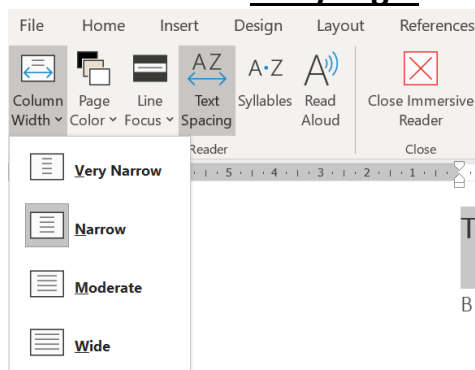 File Home Insert Design Layout References
Column Width Page Color Line Focus Text Spacing Syllables Read Aloud Close Immersive Reader
Reader Close
5 4 3 2 1
Very Narrow
Narrow
T
Moderate
B
Wide